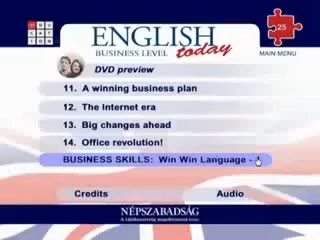 ENGLISH
BUSINESS LEVEL today
25
MAIN MENU
DVD preview
11. A winning business plan
12. The Internet era
13. Big changes ahead
14. Office revolution!
BUSINESS SKILLS: Win Win Language -
Credits
Audio
NÉPSZABADSÁG